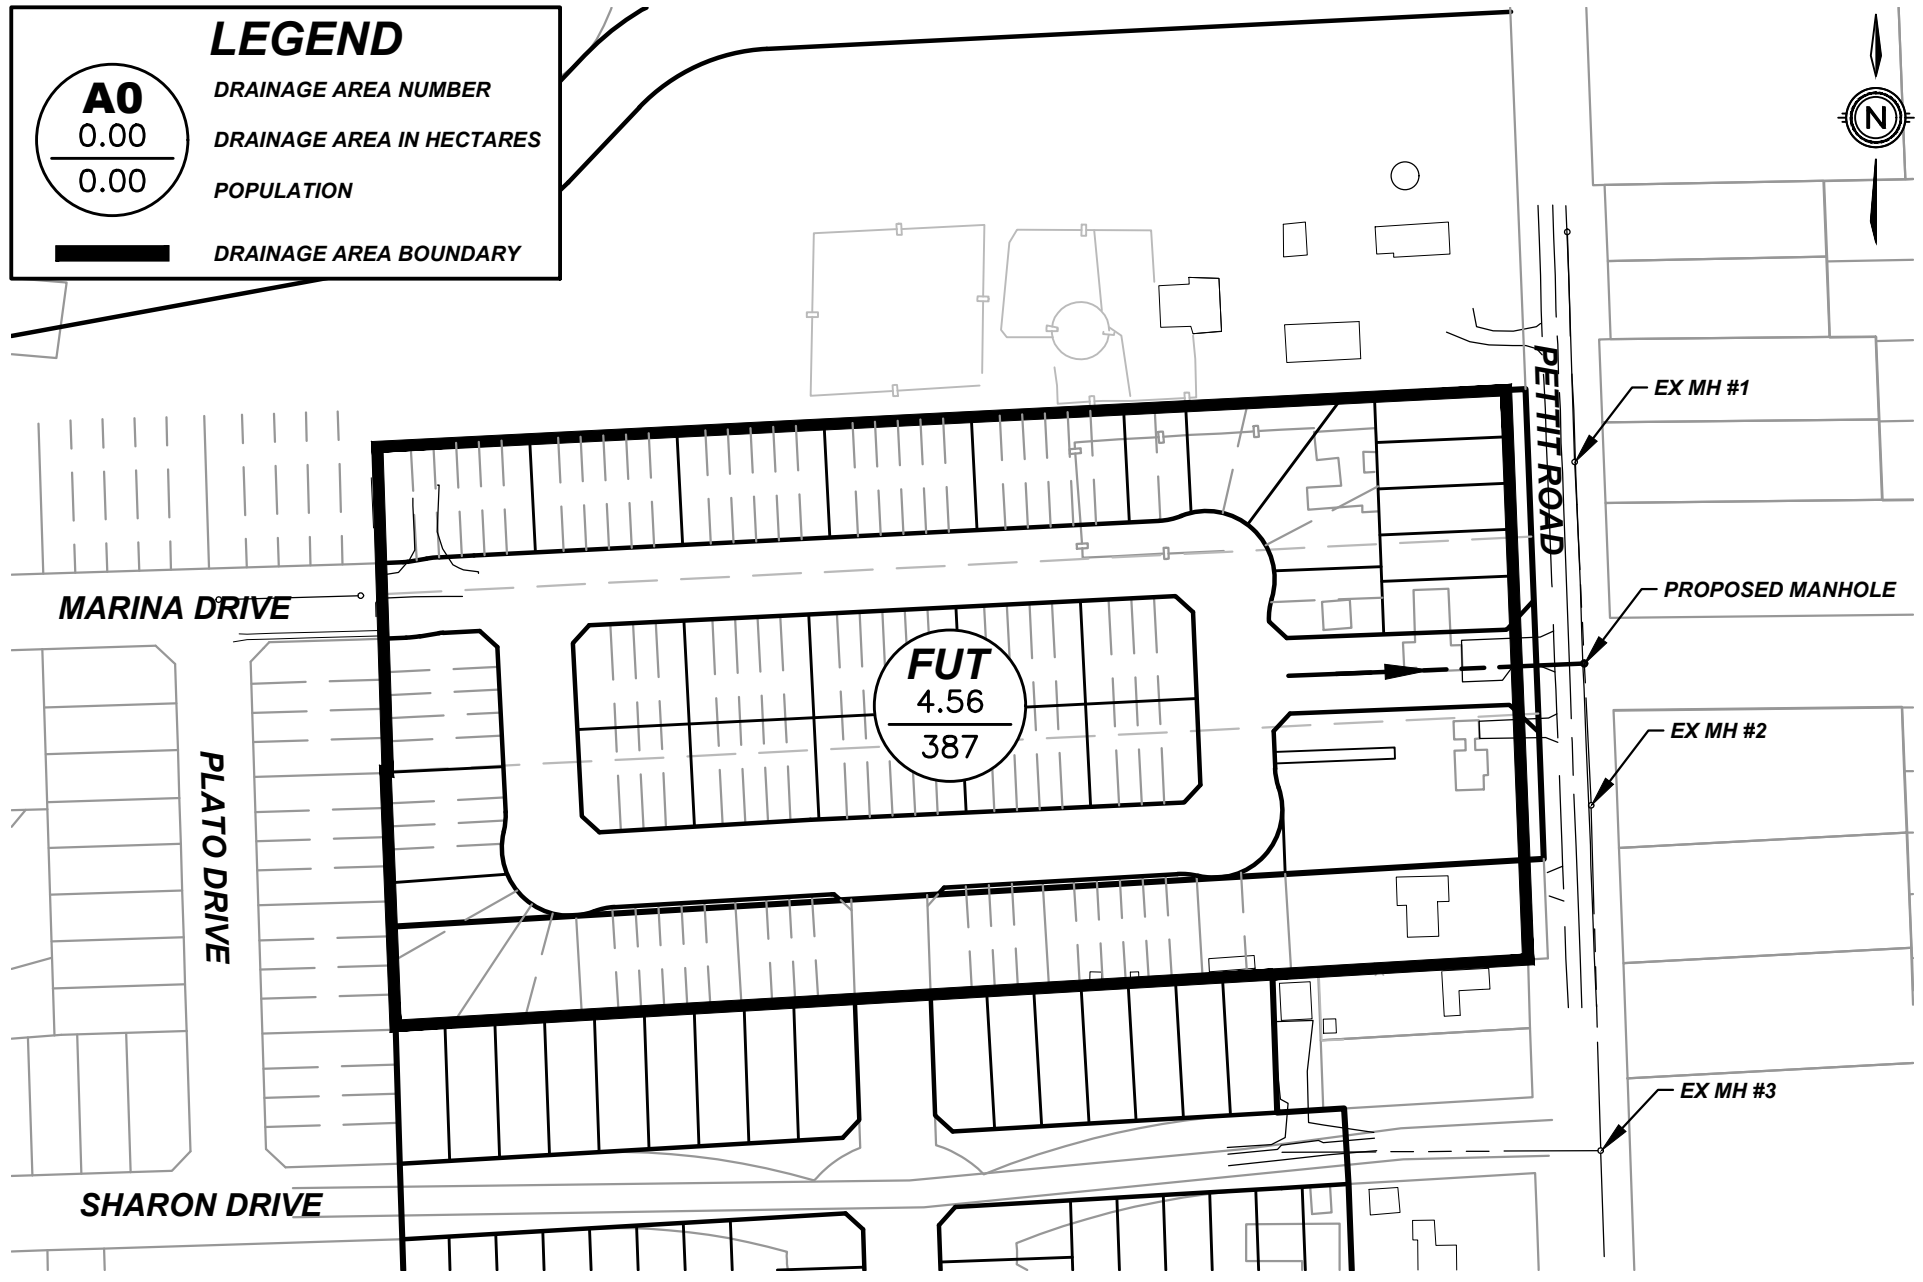 LEGEND
A0
0.00
0.00
DRAINAGE AREA NUMBER
DRAINAGE AREA IN HECTARES
POPULATION
DRAINAGE AREA BOUNDARY
N
PETTIT ROAD
EX MH #1
MARINA DRIVE
PROPOSED MANHOLE
FUT
4.56
387
EX MH #2
PLATO DRIVE
EX MH #3
SHARON DRIVE